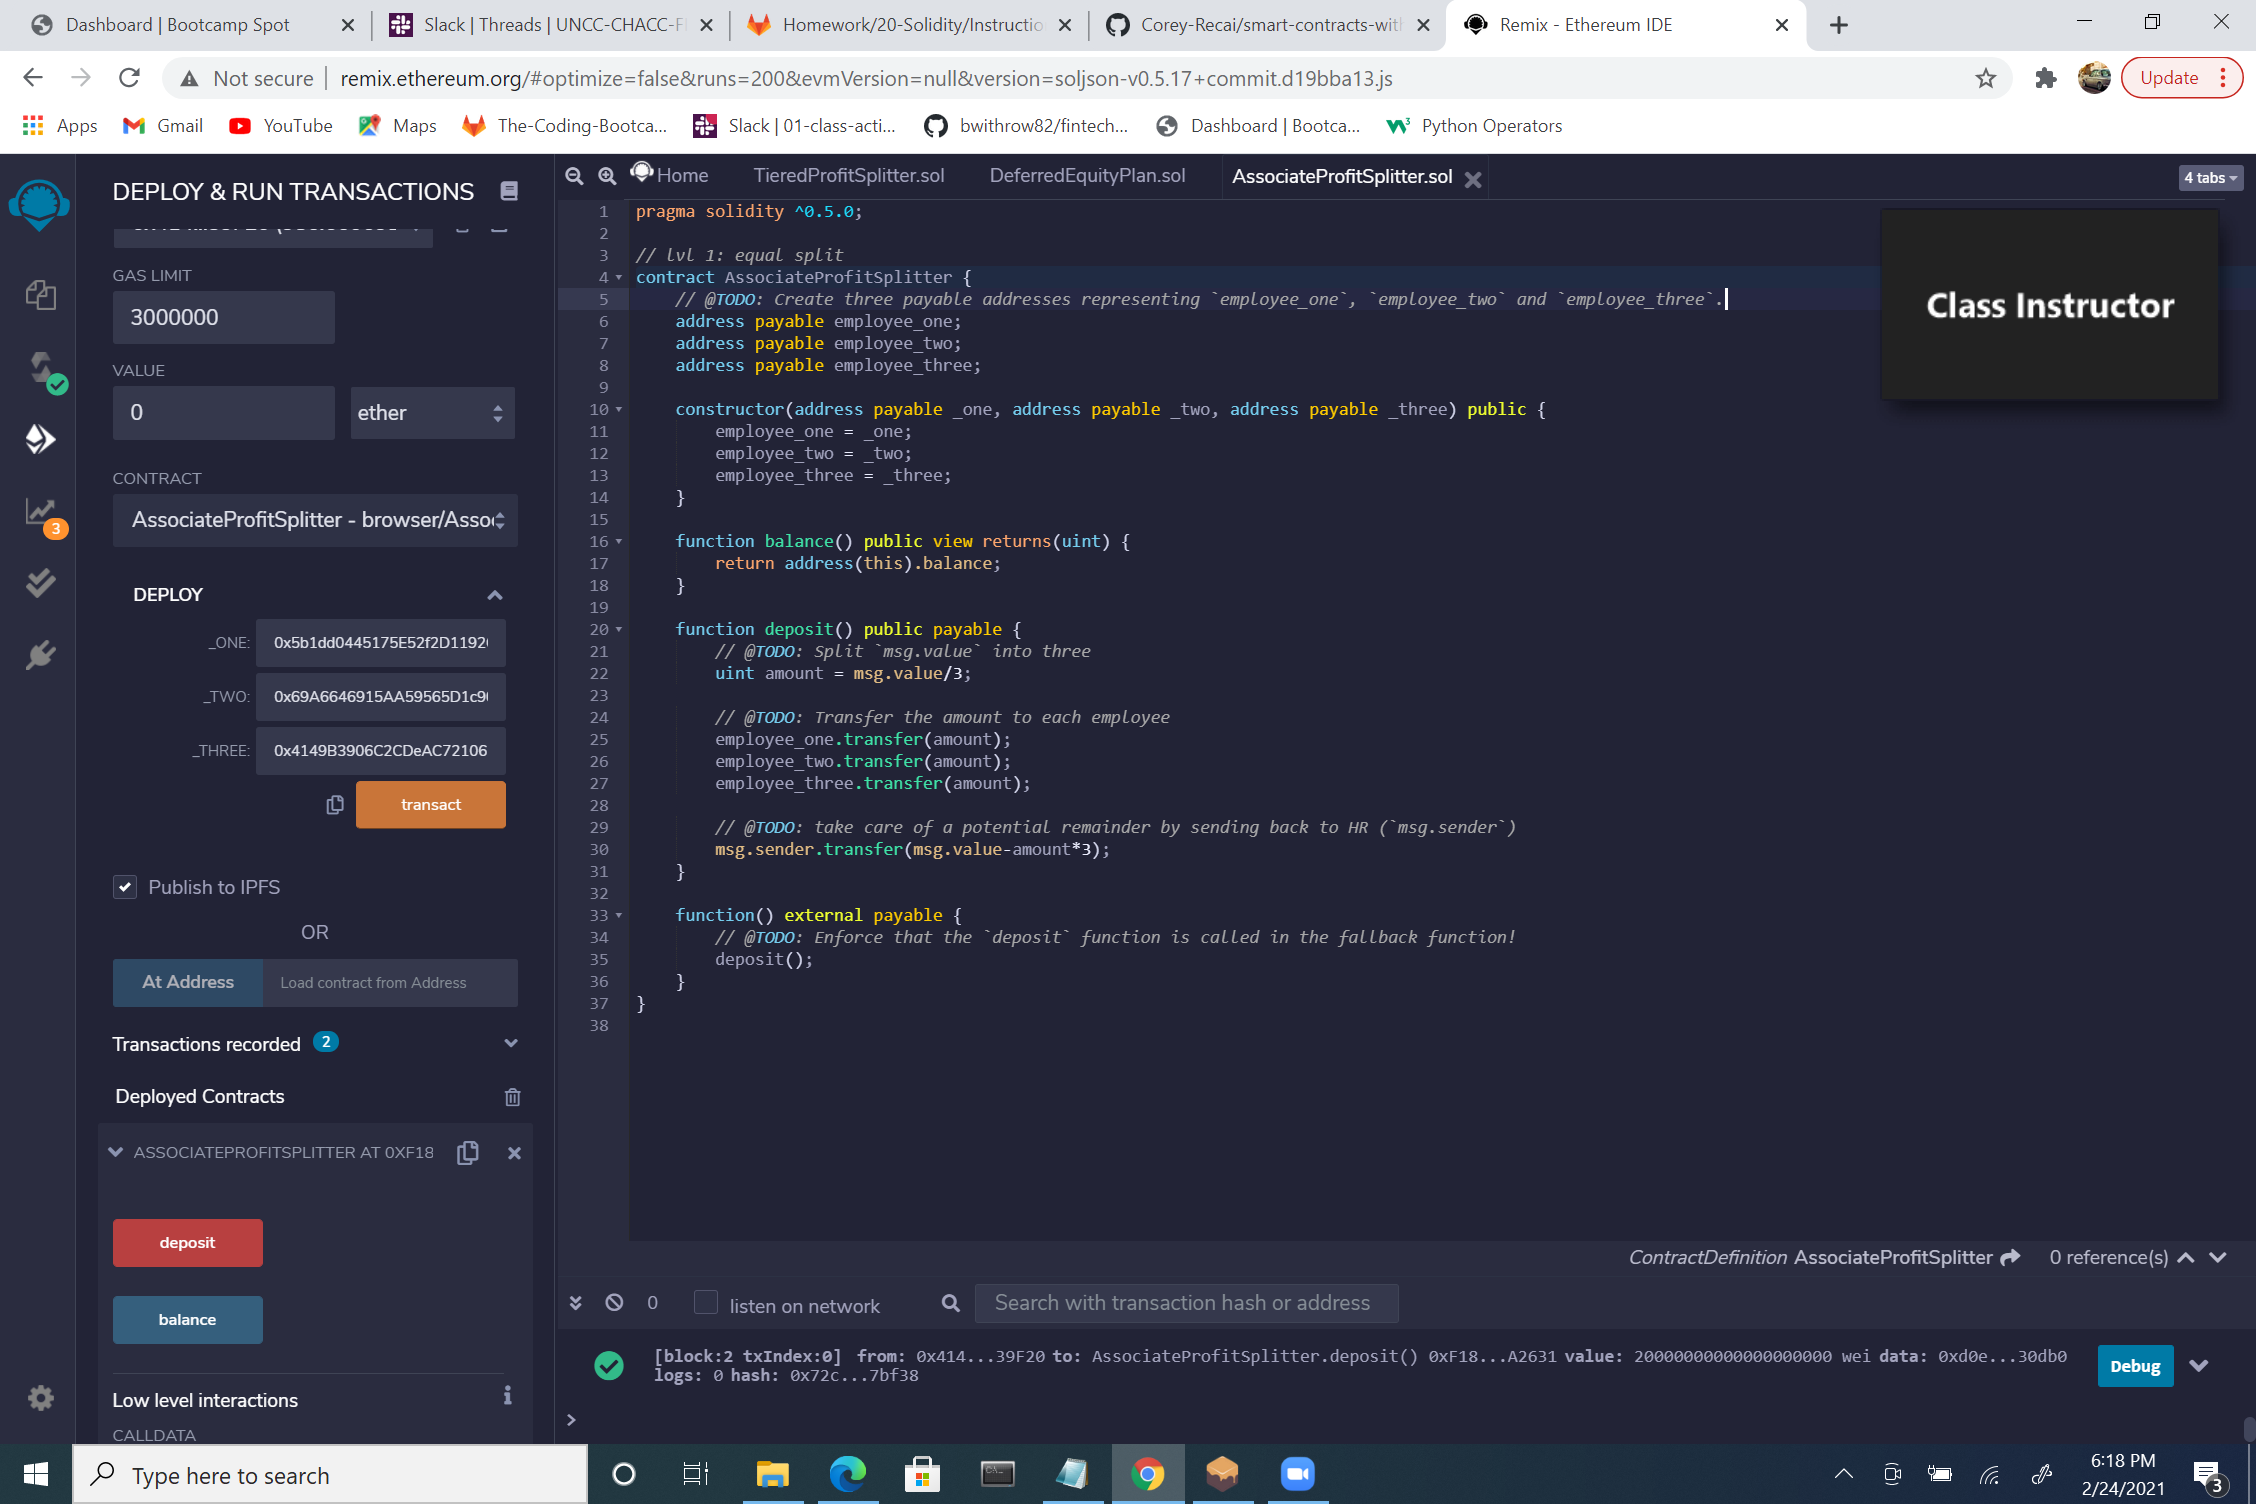 Dashboard | Bootcamp Spot
Slack | Threads | UNCC-CHACC-FI
Homework/20-Solidity/Instructio
Corey-Recai/smart-contracts-with
Remix - Ethereum IDE
Not secure
remix.ethereum.org/#optimize=false&runs=200&evmVersion=null&version=soljson-v0.5.17+commit.d19bba13.js
Update
Apps
Gmail
YouTube
Maps
The-Coding-Bootca...
Slack | 01-class-acti...
bwithrow82/fintech...
Dashboard | Bootca...
Python Operators
DEPLOY & RUN TRANSACTIONS
GAS LIMIT
3000000
VALUE
0
ether
CONTRACT
AssociateProfitSplitter - browser/Assoc
DEPLOY
_ONE:
0x5b1dd0445175E52f2D1192
_TWO:
0x69A6646915AA59565D1c9
_THREE:
0x4149B3906C2CDeAC72106
transact
Publish to IPFS
OR
At Address
Load contract from Address
Transactions recorded 2
Deployed Contracts
ASSOCIATEPROFITSPLITTER AT 0XF18
deposit
balance
Low level interactions
CALLDATA
3
Home
TieredProfitSplitter.sol
DeferredEquityPlan.sol
AssociateProfitSplitter.sol
4 tabs
Class Instructor
1 pragma solidity ^0.5.0;
2
3 // lvl 1: equal split
4 contract AssociateProfitSplitter {
5 // @TODO: Create three payable addresses representing `employee_one`, `employee_two` and `employee_three`.
6 address payable employee_one;
7 address payable employee_two;
8 address payable employee_three;
9
10 constructor(address payable _one, address payable _two, address payable _three) public {
11 employee_one = _one;
12 employee_two = _two;
13 employee_three = _three;
14 }
15
16 function balance() public view returns(uint) {
17 return address(this).balance;
18 }
19
20 function deposit() public payable {
21 // @TODO: Split `msg.value` into three
22 uint amount = msg.value/3;
23
24 // @TODO: Transfer the amount to each employee
25 employee_one.transfer(amount);
26 employee_two.transfer(amount);
27 employee_three.transfer(amount);
28
29 // @TODO: take care of a potential remainder by sending back to HR (`msg.sender`)
30 msg.sender.transfer(msg.value-amount*3);
31 }
32
33 function() external payable {
34 // @TODO: Enforce that the `deposit` function is called in the fallback function!
35 deposit();
36 }
37 }
38
ContractDefinition AssociateProfitSplitter
0 reference(s)
0
listen on network
Search with transaction hash or address
[block:2 txIndex:0] from: 0x414...39F20 to: AssociateProfitSplitter.deposit() 0xF18...A2631 value: 20000000000000000000 wei data: 0xd0e...30db0
logs: 0 hash: 0x72c...7bf38
Debug
>
Type here to search
6:18 PM
2/24/2021
3